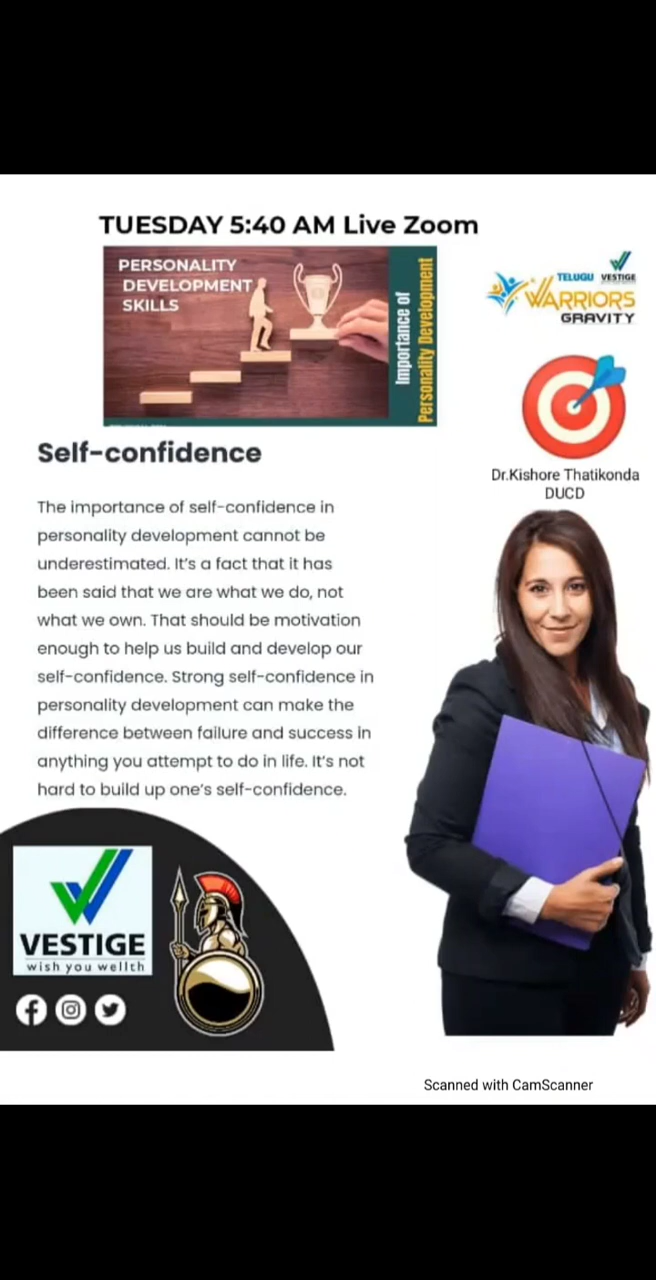 TUESDAY 5:40 AM Live Zoom
PERSONALITY
DEVELOPMENT
SKILLS
Importance of
Personality Development
TELUGU VESTIGE
WARRIORS
GRAVITY
Dr.Kishore Thatikonda
DUCD
Self-confidence
The importance of self-confidence in
personality development cannot be
underestimated. It's a fact that it has
been said that we are what we do, not
what we own. That should be motivation
enough to help us build and develop our
self-confidence. Strong self-confidence in
personality development can make the
difference between failure and success in
anything you attempt to do in life. It's not
hard to build up one's self-confidence.
VESTIGE
wish you wellth
Scanned with CamScanner